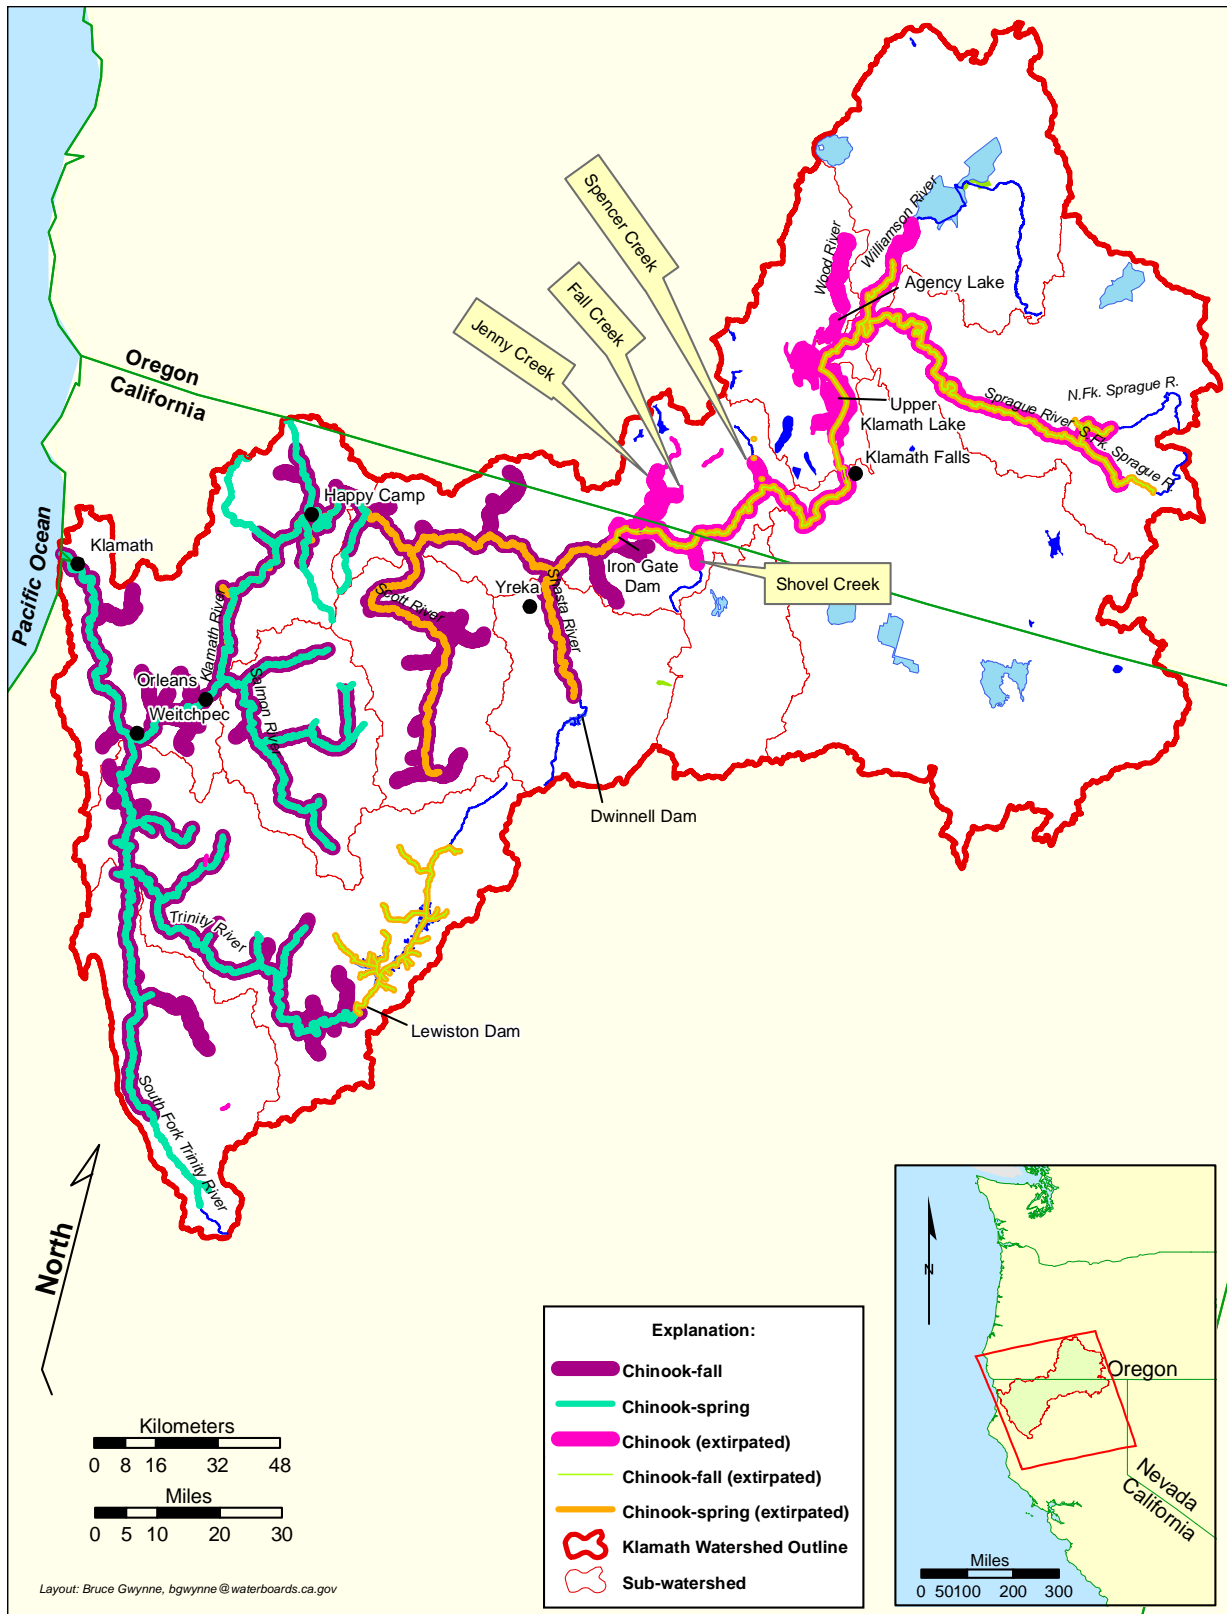 Spencer Creek
Fall Creek
Jenny Creek
Williamson River
Wood River
Agency Lake
Oregon
California
N.Fk. Sprague R.
Sprague River
S.Fk. Sprague R.
Upper
Klamath Lake
Klamath Falls
Happy Camp
Pacific Ocean
Klamath
Iron Gate
Dam
Shovel Creek
Yreka
Shasta River
Scott River
Klamath River
Orleans
Weitchpec
Salmon River
Dwinnell Dam
Trinity River
Lewiston Dam
South Fork Trinity River
North
Kilometers
0 8 16 32 48
Miles
0 5 10 20 30
Layout: Bruce Gwynne, bgwynne@waterboards.ca.gov
Explanation:
Chinook-fall
Chinook-spring
Chinook (extirpated)
Chinook-fall (extirpated)
Chinook-spring (extirpated)
Klamath Watershed Outline
Sub-watershed
N
Oregon
Nevada
California
Miles
0 50100 200 300